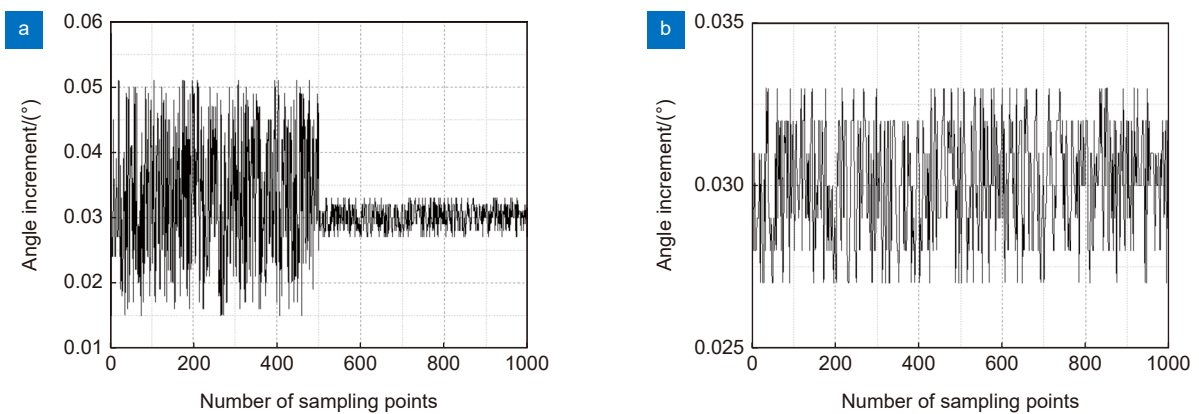 a
0.06
0.05
0.04
0.03
0.02
0.01
Angle increment/(°)
0 200 400 600 800 1000
Number of sampling points
b
0.035
0.030
0.025
Angle increment/(°)
0 200 400 600 800 1000
Number of sampling points